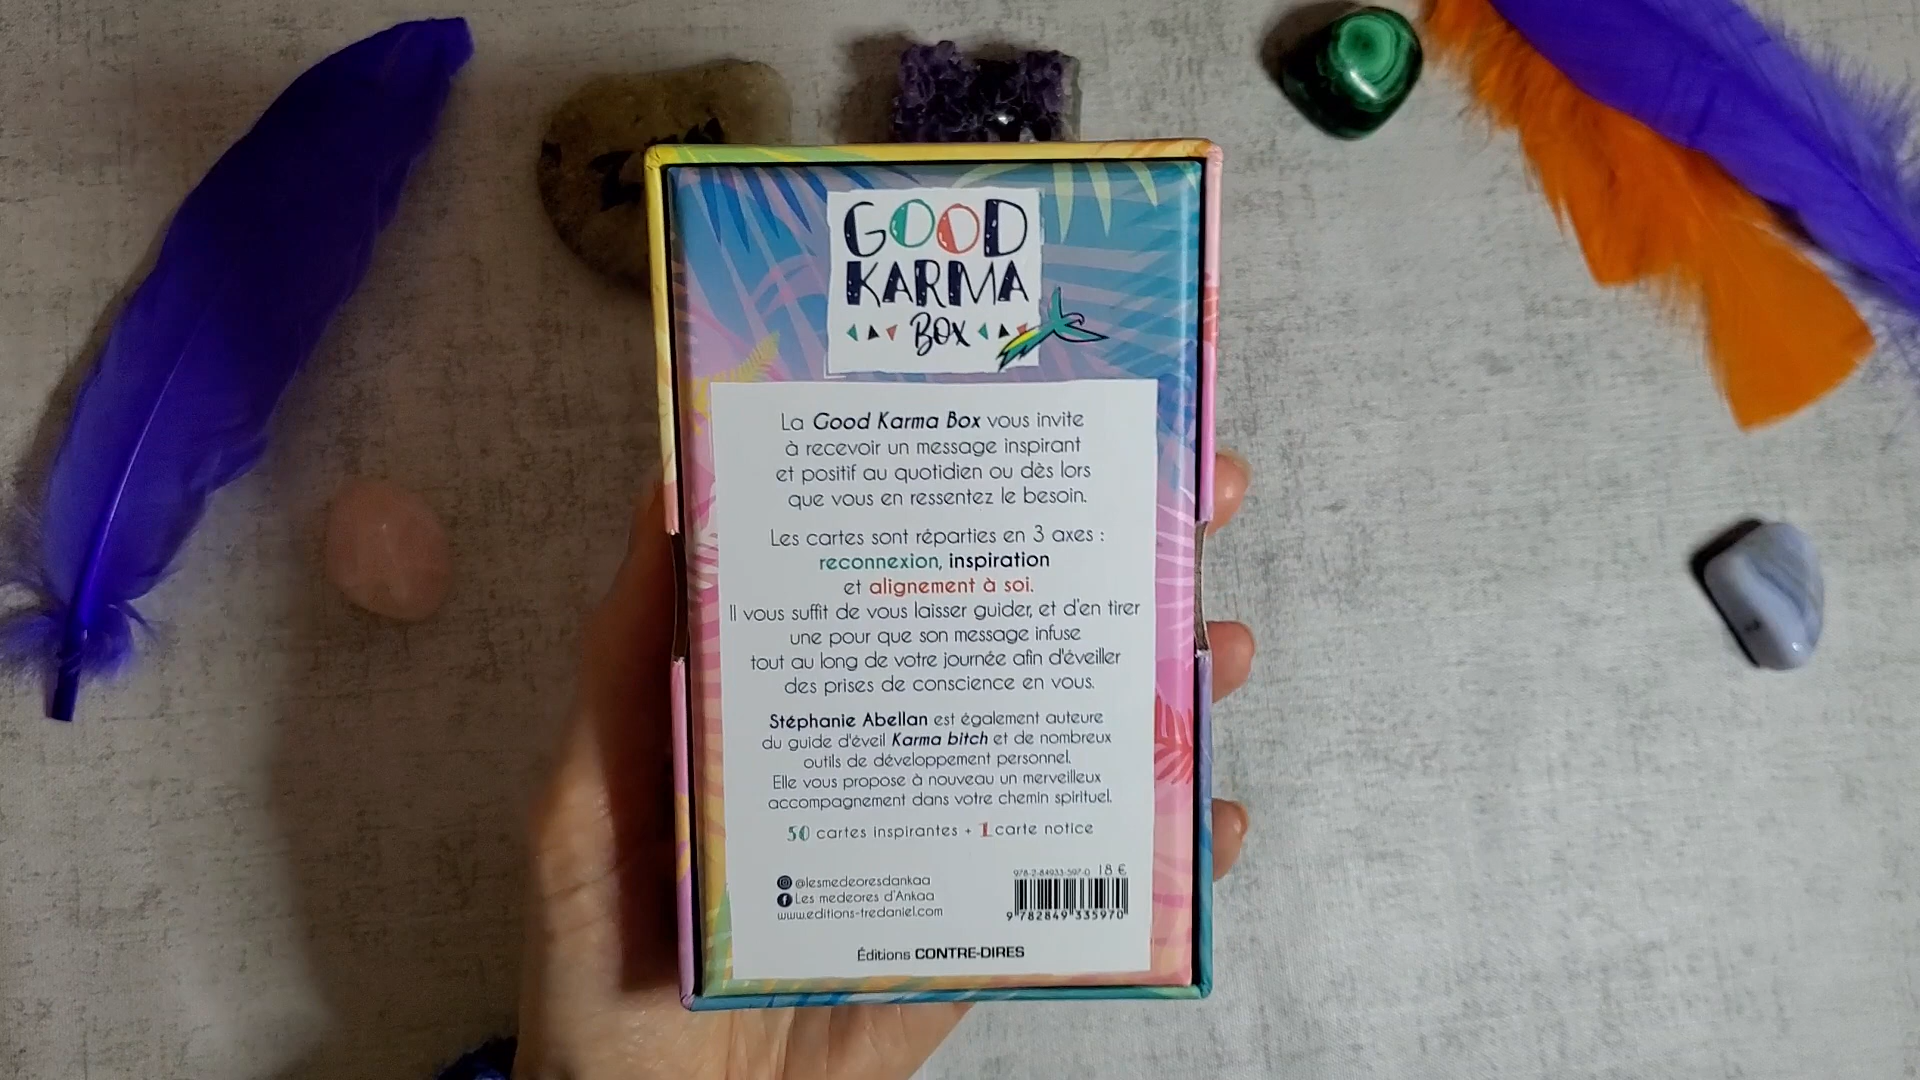 GOOD
KARMA
BOX
La Good Karma Box vous invite
à recevoir un message inspirant
et positif au quotidien ou dès lors
que vous en ressentez le besoin.
Les cartes sont réparties en 3 axes :
reconnexion, inspiration
et alignement à soi.
Il vous suffit de vous laisser guider, et d'en tirer
une pour que son message infuse
tout au long de votre journée afin d'éveiller
des prises de conscience en vous.
Stéphanie Abellan est également auteure
du guide d'éveil Karma bitch et de nombreux
outils de développement personnel.
Elle vous propose à nouveau un merveilleux
accompagnement dans votre chemin spirituel.
50 cartes inspirantes + 1 carte notice
@lesmedeoresdankaa
Les medeores d'Ankaa
www.editions-tredaniel.com
978-2-84933-597-0 18 €
9 782849 335970
Éditions CONTRE-DIRES